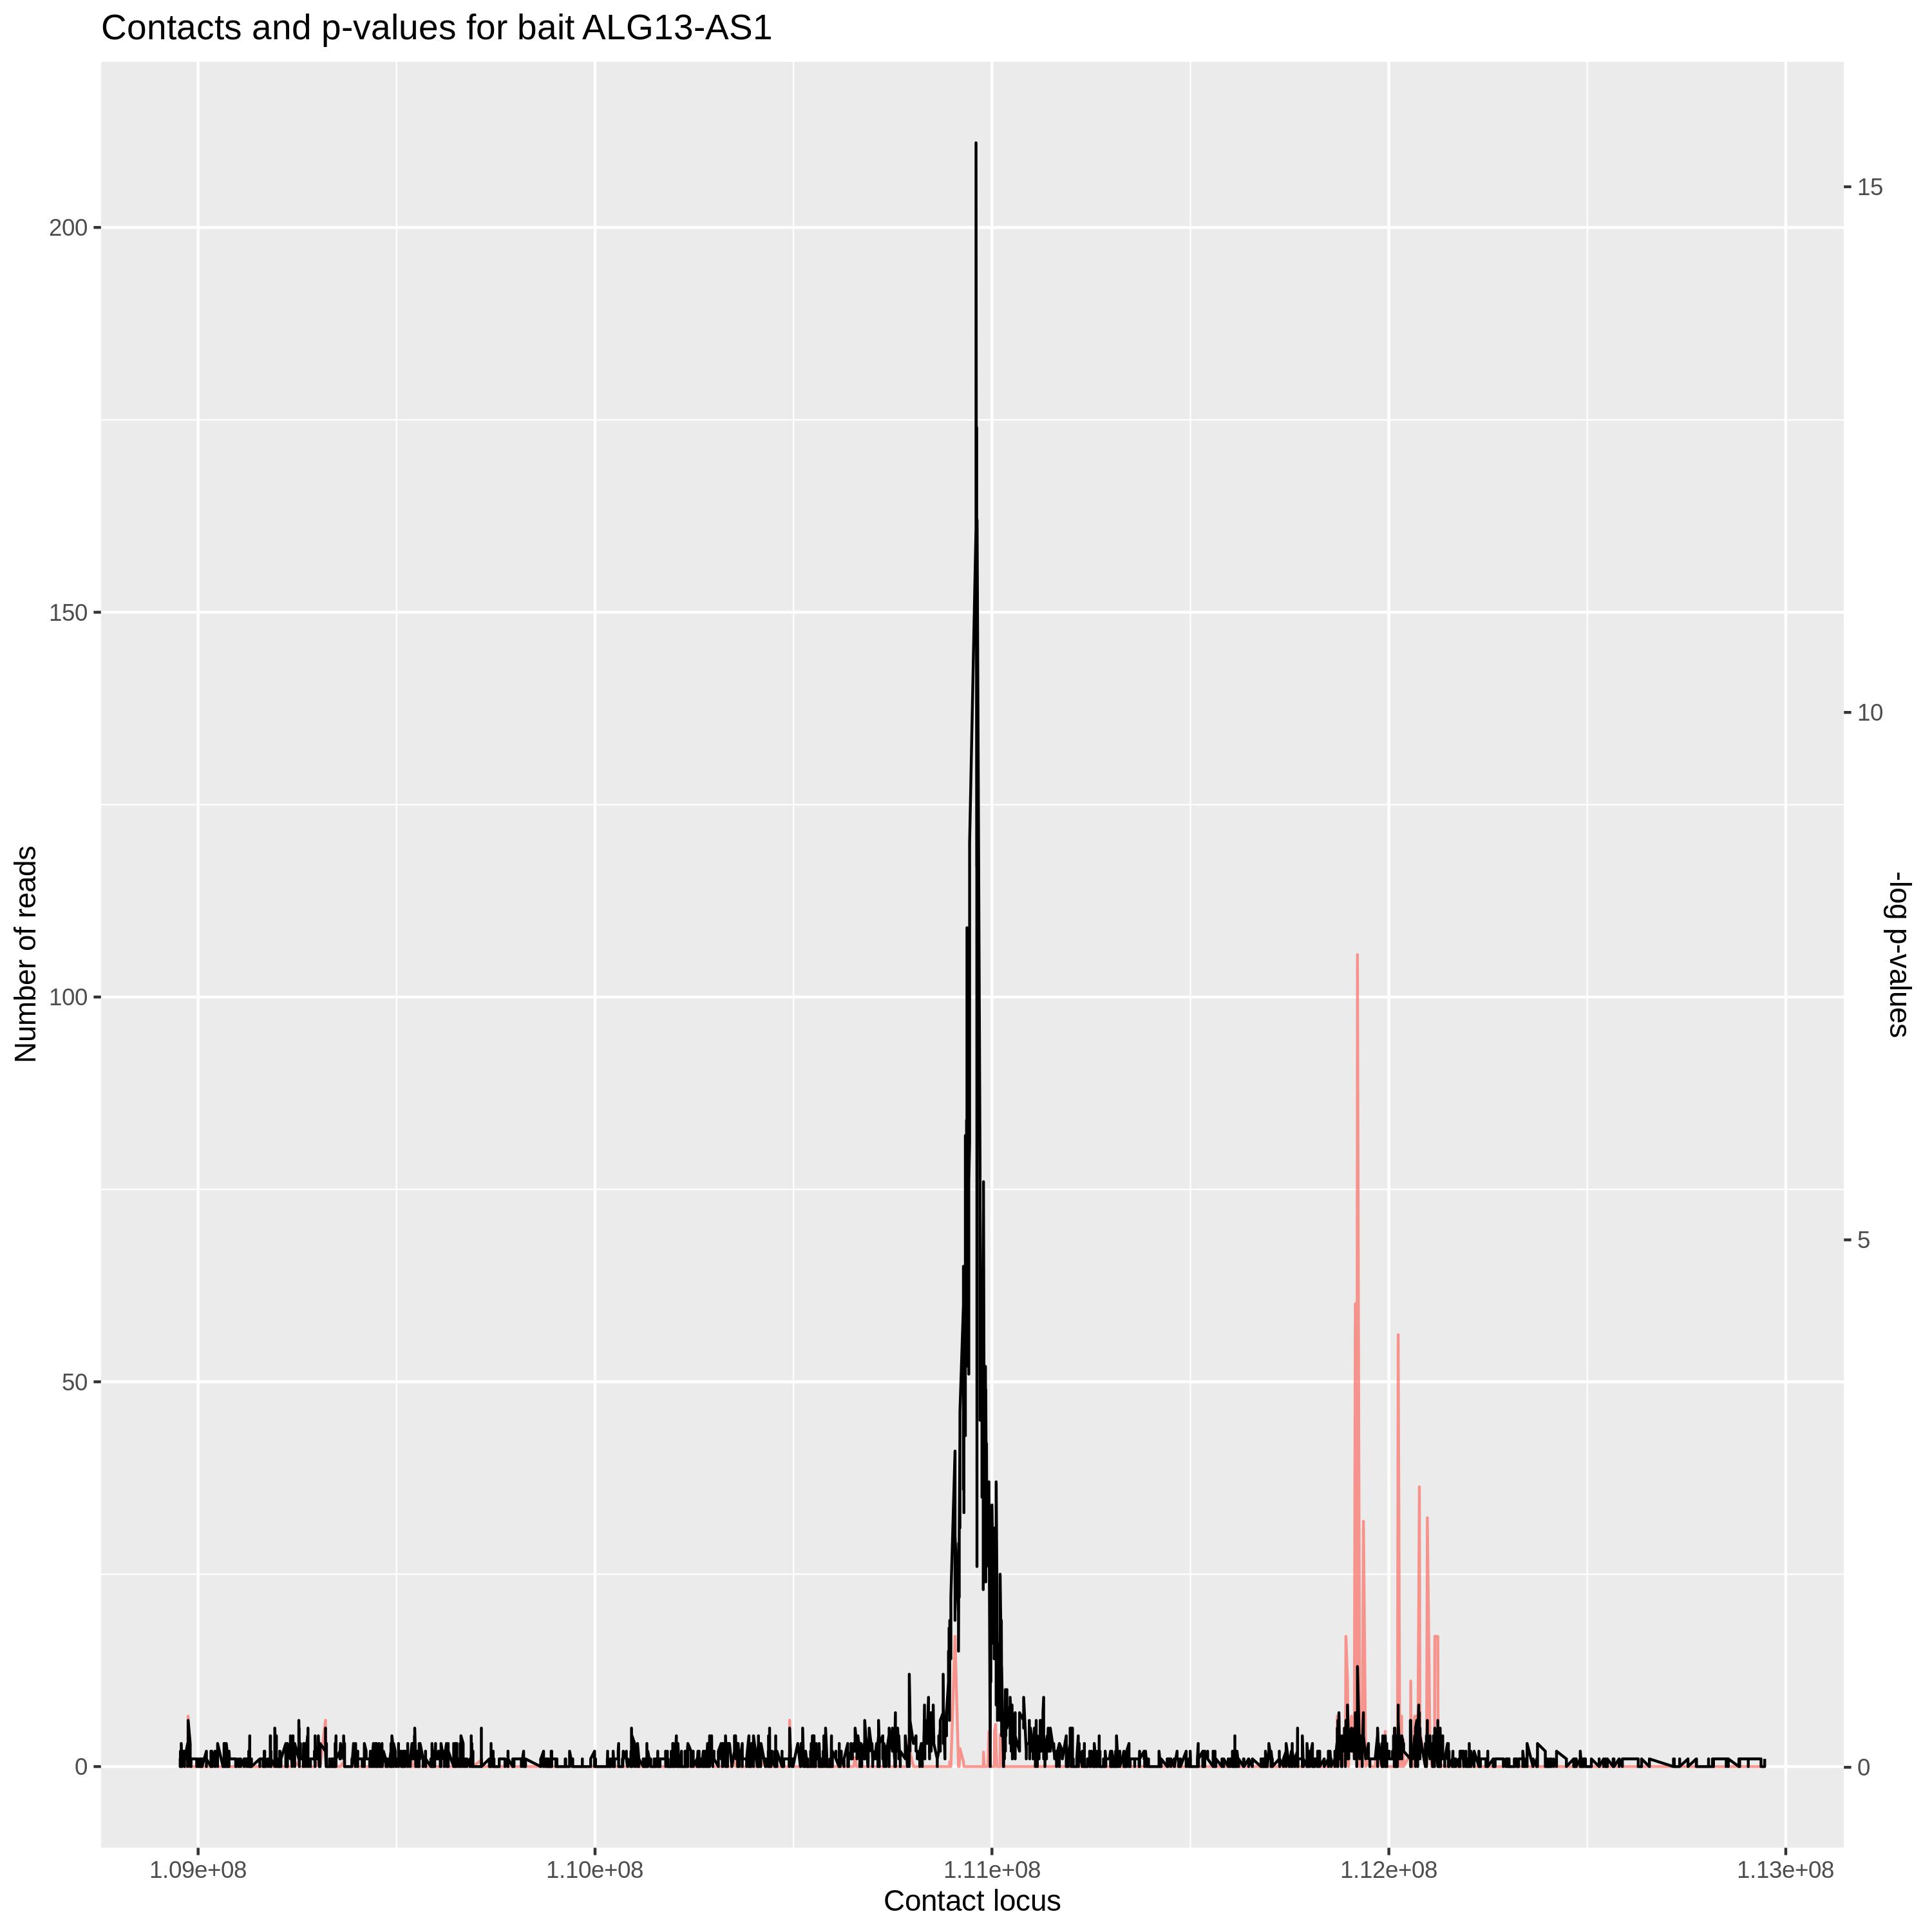 Contacts and p-values for bait ALG13-AS1
200
150
100
50
0
Number of reads
15
10
5
0
-log p-values
1.09e+08
1.10e+08
1.11e+08
1.12e+08
1.13e+08
Contact locus